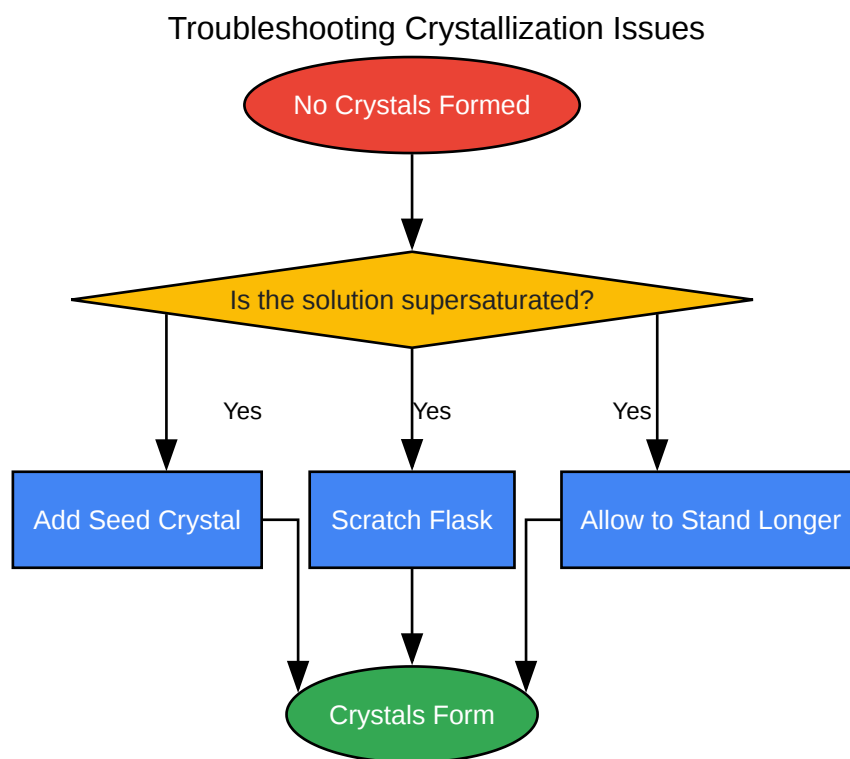 Troubleshooting Crystallization Issues
No Crystals Formed
Is the solution supersaturated?
Yes
Yes
Yes
Add Seed Crystal
Scratch Flask
Allow to Stand Longer
Crystals Form